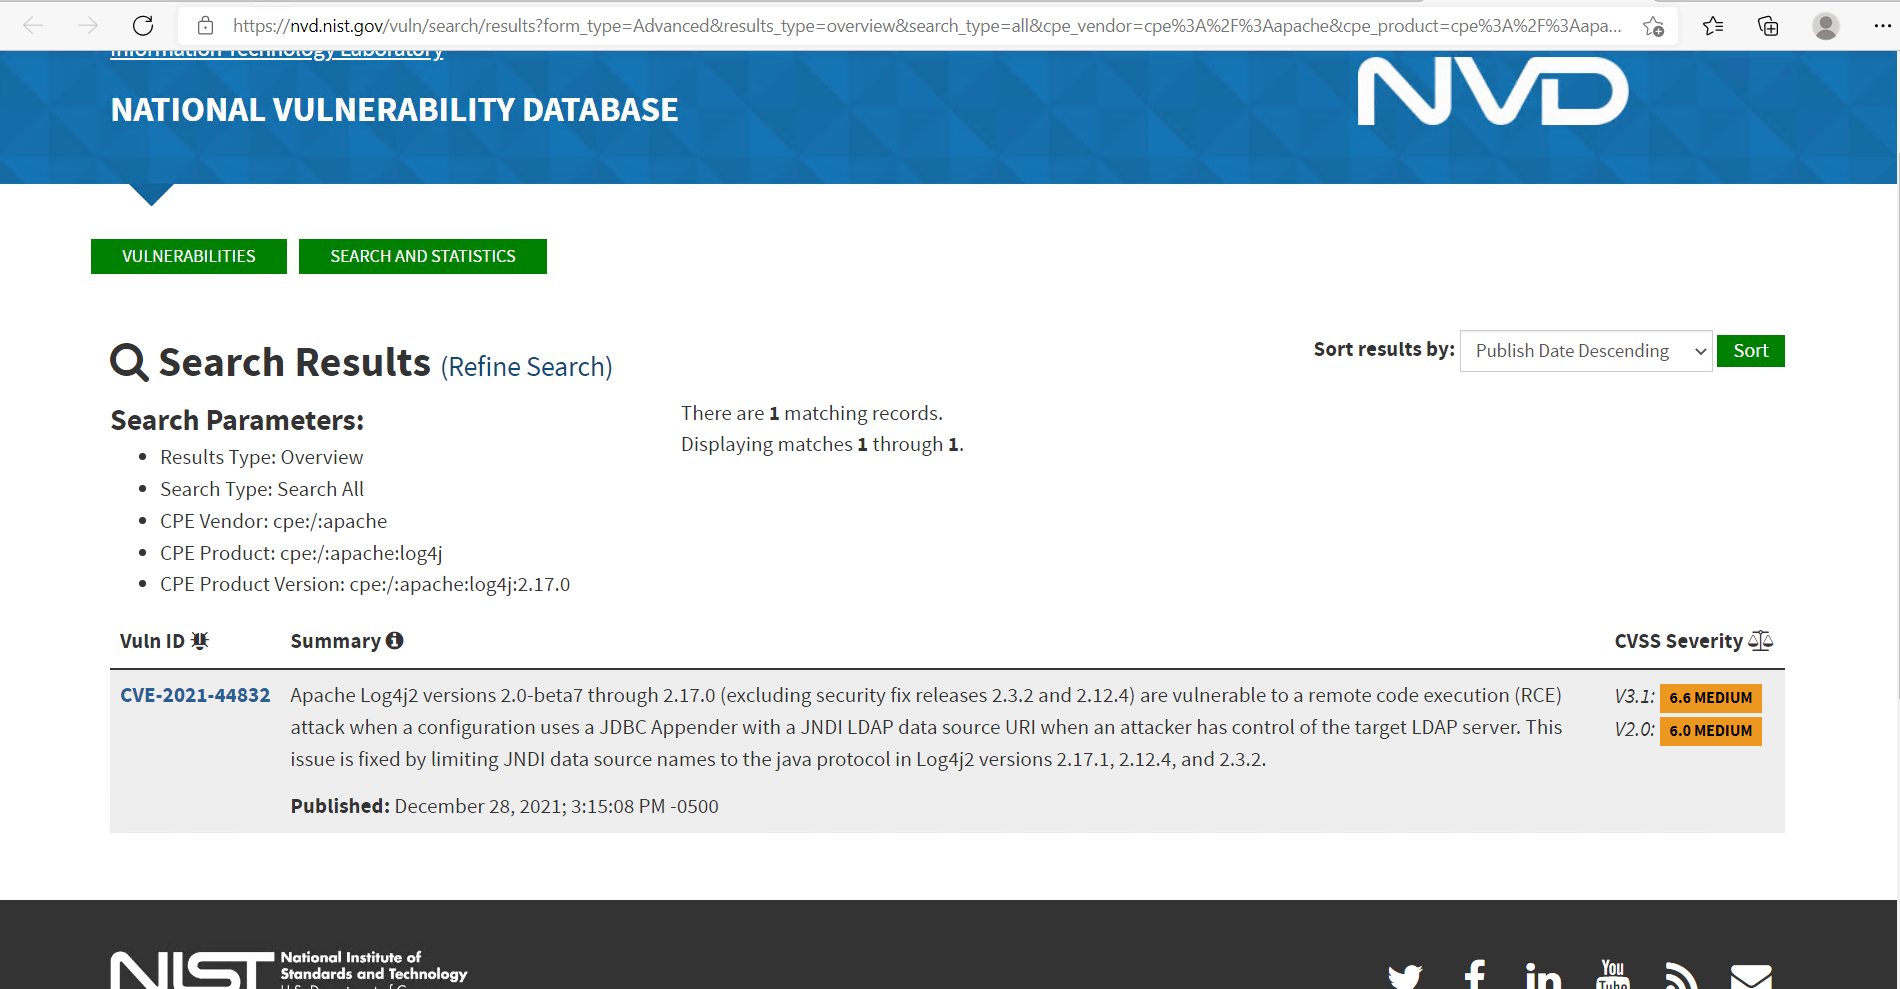 https://nvd.nist.gov/vuln/search/results?form_type=Advanced&results_type=overview&search_type=all&cpe_vendor=cpe%3A%2F%3Aapache&cpe_product=cpe%3A%2F%3Aapa...
Information Technology Laboratory
NATIONAL VULNERABILITY DATABASE
NVD
VULNERABILITIES
SEARCH AND STATISTICS
Search Results (Refine Search)
Sort results by: Publish Date Descending Sort
Search Parameters:
• Results Type: Overview
• Search Type: Search All
• CPE Vendor: cpe:/:apache
• CPE Product: cpe:/:apache:log4j
• CPE Product Version: cpe:/:apache:log4j:2.17.0
There are 1 matching records.
Displaying matches 1 through 1.
Vuln ID Summary CVSS Severity
CVE-2021-44832
Apache Log4j2 versions 2.0-beta7 through 2.17.0 (excluding security fix releases 2.3.2 and 2.12.4) are vulnerable to a remote code execution (RCE)
attack when a configuration uses a JDBC Appender with a JNDI LDAP data source URI when an attacker has control of the target LDAP server. This
issue is fixed by limiting JNDI data source names to the java protocol in Log4j2 versions 2.17.1, 2.12.4, and 2.3.2.
Published: December 28, 2021; 3:15:08 PM -0500
V3.1: 6.6 MEDIUM
V2.0: 6.0 MEDIUM
NIST
National Institute of
Standards and Technology
You
Tube